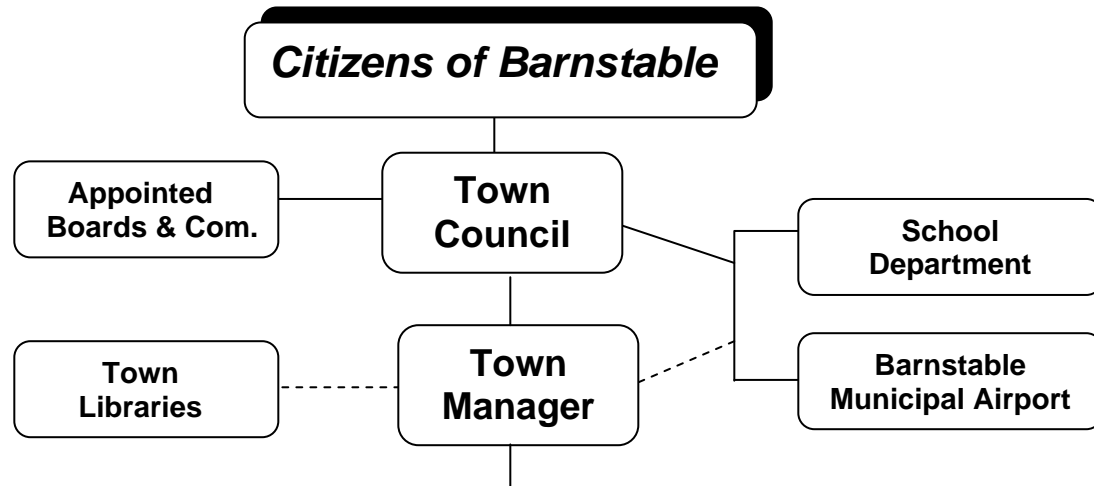 Citizens of Barnstable
Appointed
Boards & Com.
Town
Council
School
Department
Town
Libraries
Town
Manager
Barnstable
Municipal Airport